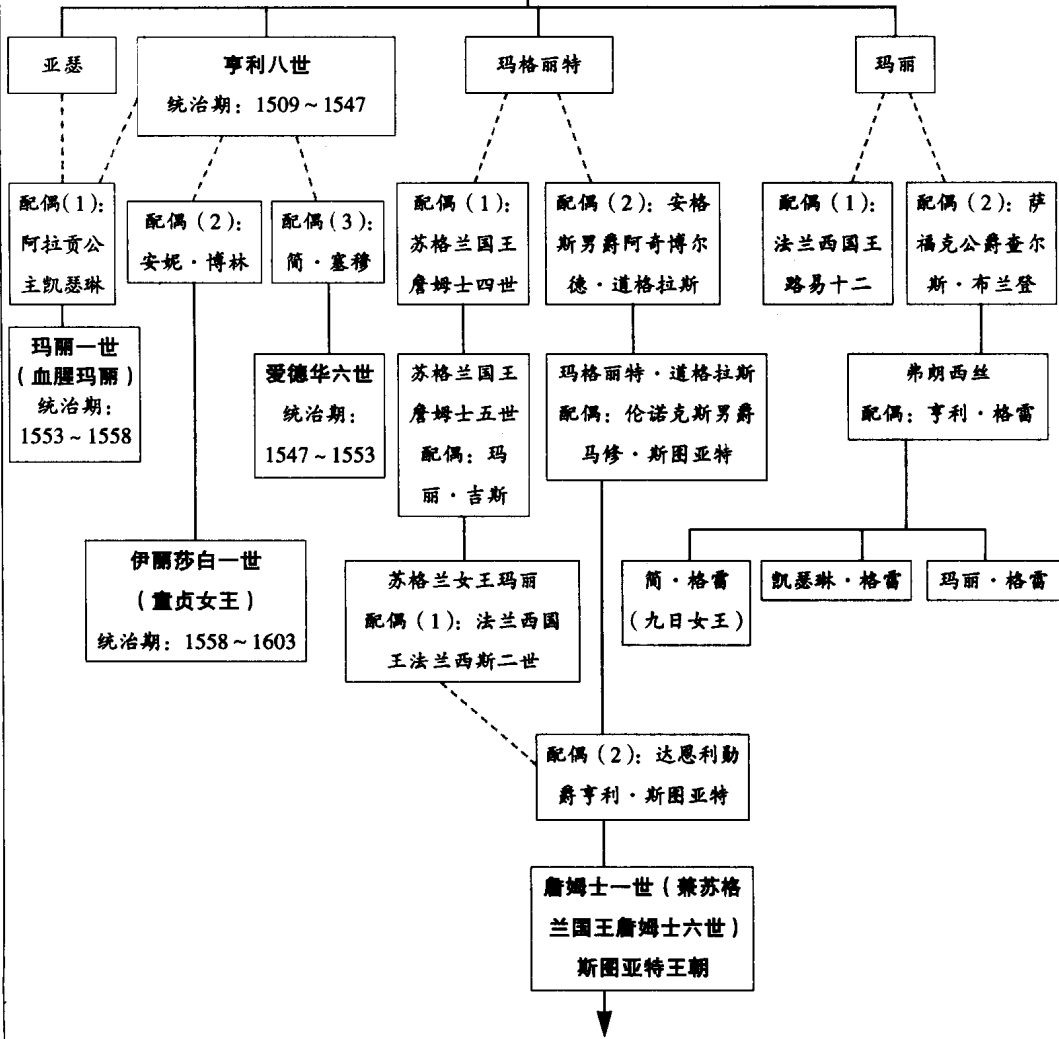 亚瑟
亨利八世
统治期：1509～1547
玛格丽特
玛丽
配偶(1)：
阿拉贡公
主凯瑟琳
配偶（2）：
安妮·博林
配偶（3）：
简·塞穆
配偶（1）：
苏格兰国王
詹姆士四世
配偶（2）：安格
斯男爵阿奇博尔
德·道格拉斯
配偶（1）：
法兰西国王
路易十二
配偶（2）：萨
福克公爵查尔
斯·布兰登
玛丽一世
（血腥玛丽）
统治期：
1553～1558
爱德华六世
统治期：
1547～1553
苏格兰国王
詹姆士五世
配偶：玛
丽·吉斯
玛格丽特·道格拉斯
配偶：伦诺克斯男爵
马修·斯图亚特
弗朗西丝
配偶：亨利·格雷
伊丽莎白一世
（童贞女王）
统治期：1558～1603
苏格兰女王玛丽
配偶（1）：法兰西国
王法兰西斯二世
简·格雷
（九日女王）
凯瑟琳·格雷
玛丽·格雷
配偶（2）：达恩利勋
爵亨利·斯图亚特
詹姆士一世（兼苏格
兰国王詹姆士六世）
斯图亚特王朝